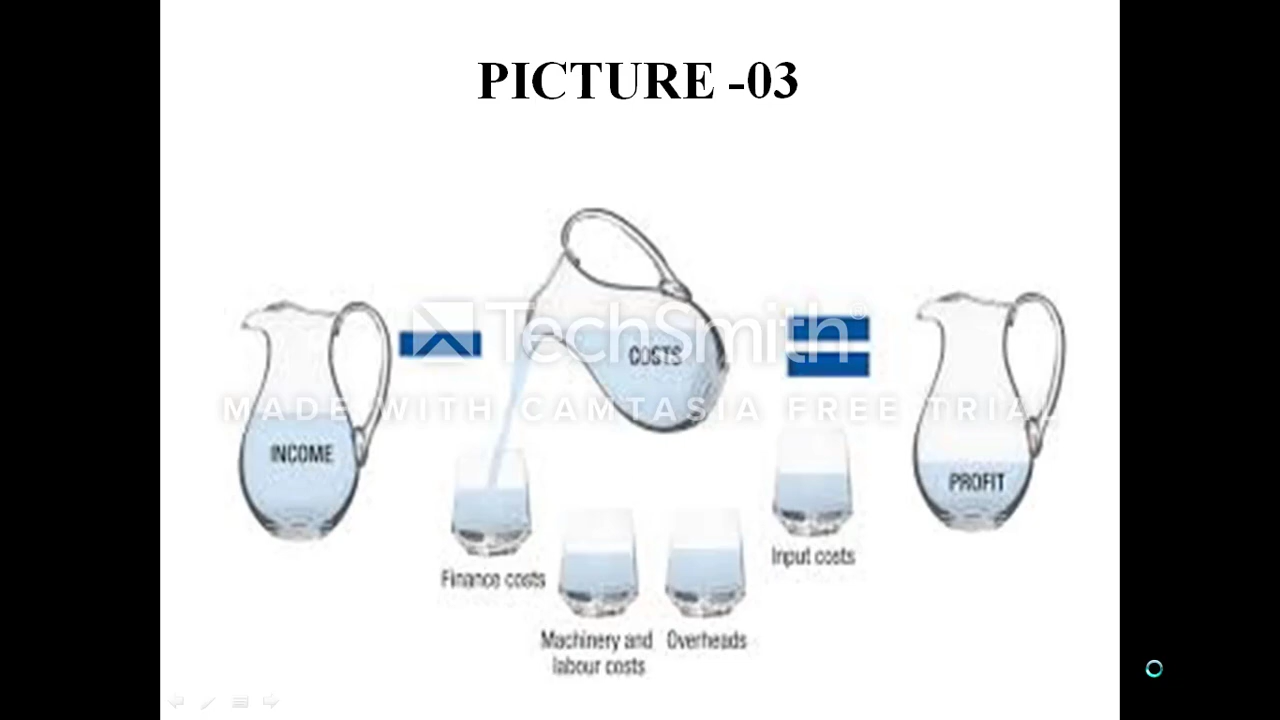 PICTURE -03
TechSmith®
COSTS
MADE WITH CAMTASIA FREE TRIAL
INCOME
PROFIT
Finance costs
Machinery and
labour costs
Overheads
Input costs